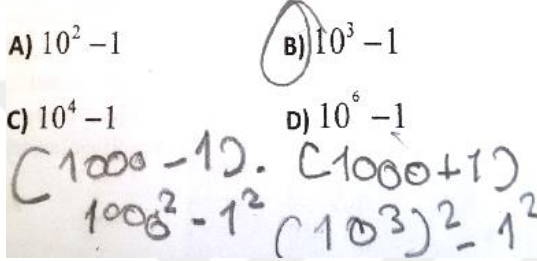 A) 10² – 1 B) 10³ – 1
C) 10⁴ – 1 D) 10⁶ – 1
(1000 – 1). (1000+1)
1000² - 1² (10³)² - 1²